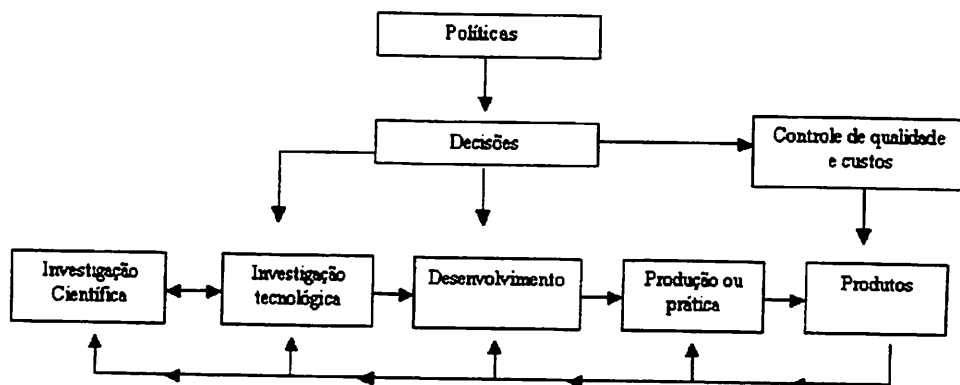 Políticas
Decisões
Controle de qualidade
e custos
Investigação
Científica
Investigação
tecnológica
Desenvolvimento
Produção ou
prática
Produtos